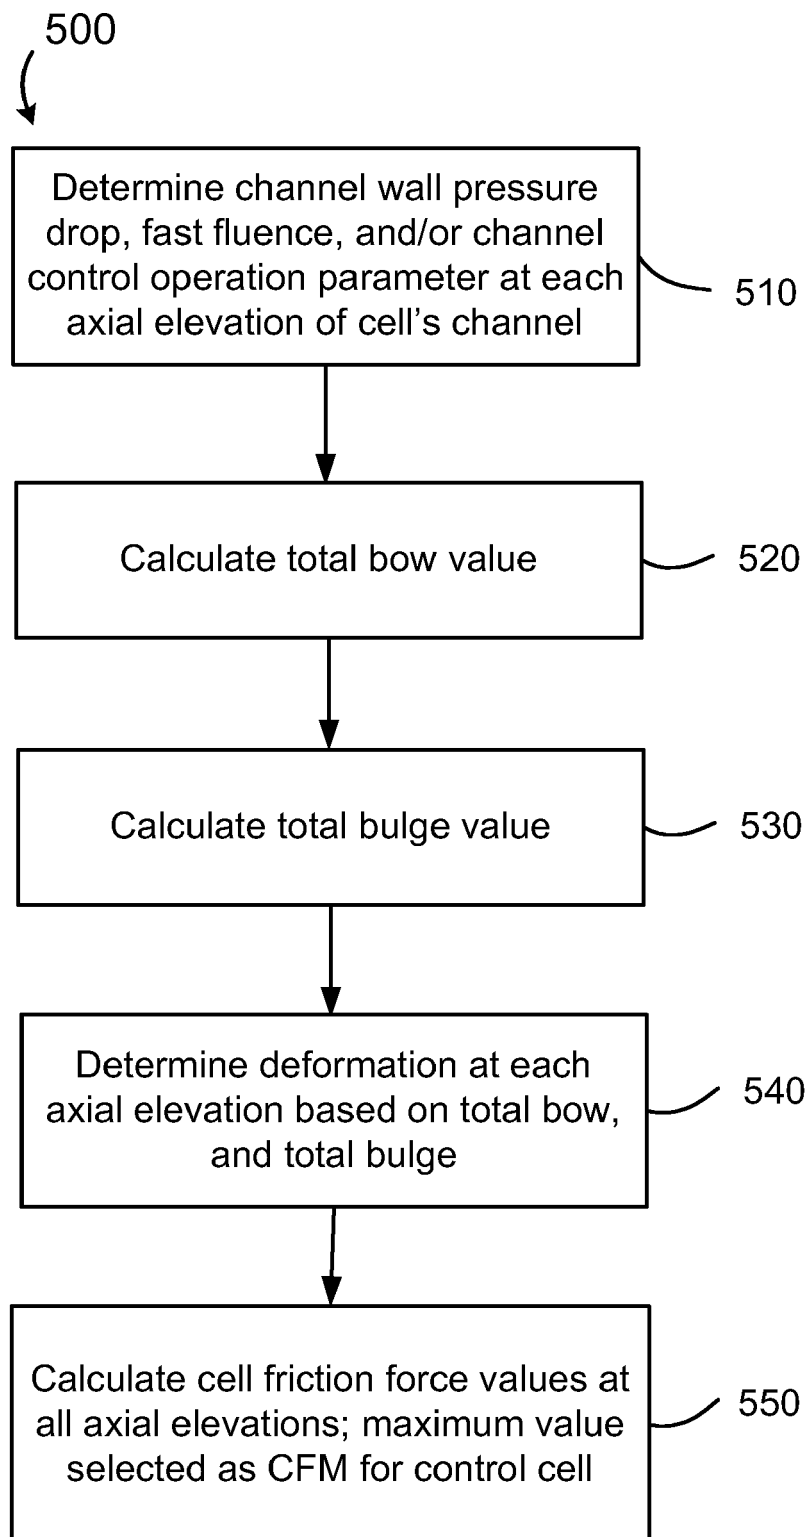 500
Determine channel wall pressure
drop, fast fluence, and/or channel
control operation parameter at each
axial elevation of cell’s channel
510
Calculate total bow value
520
Calculate total bulge value
530
Determine deformation at each
axial elevation based on total bow,
and total bulge
540
Calculate cell friction force values at
all axial elevations; maximum value
selected as CFM for control cell
550